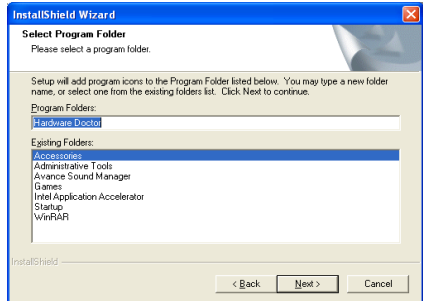 InstallShield Wizard
Select Program Folder
Please select a program folder.
Setup will add program icons to the Program Folder listed below. You may type a new folder
name, or select one from the existing folders list. Click Next to continue.
Program Folders:
Hardware Doctor
Existing Folders:
Accessories
Administrative Tools
Avance Sound Manager
Games
Intel Application Accelerator
Startup
WinRAR
InstallShield
< Back Next > Cancel